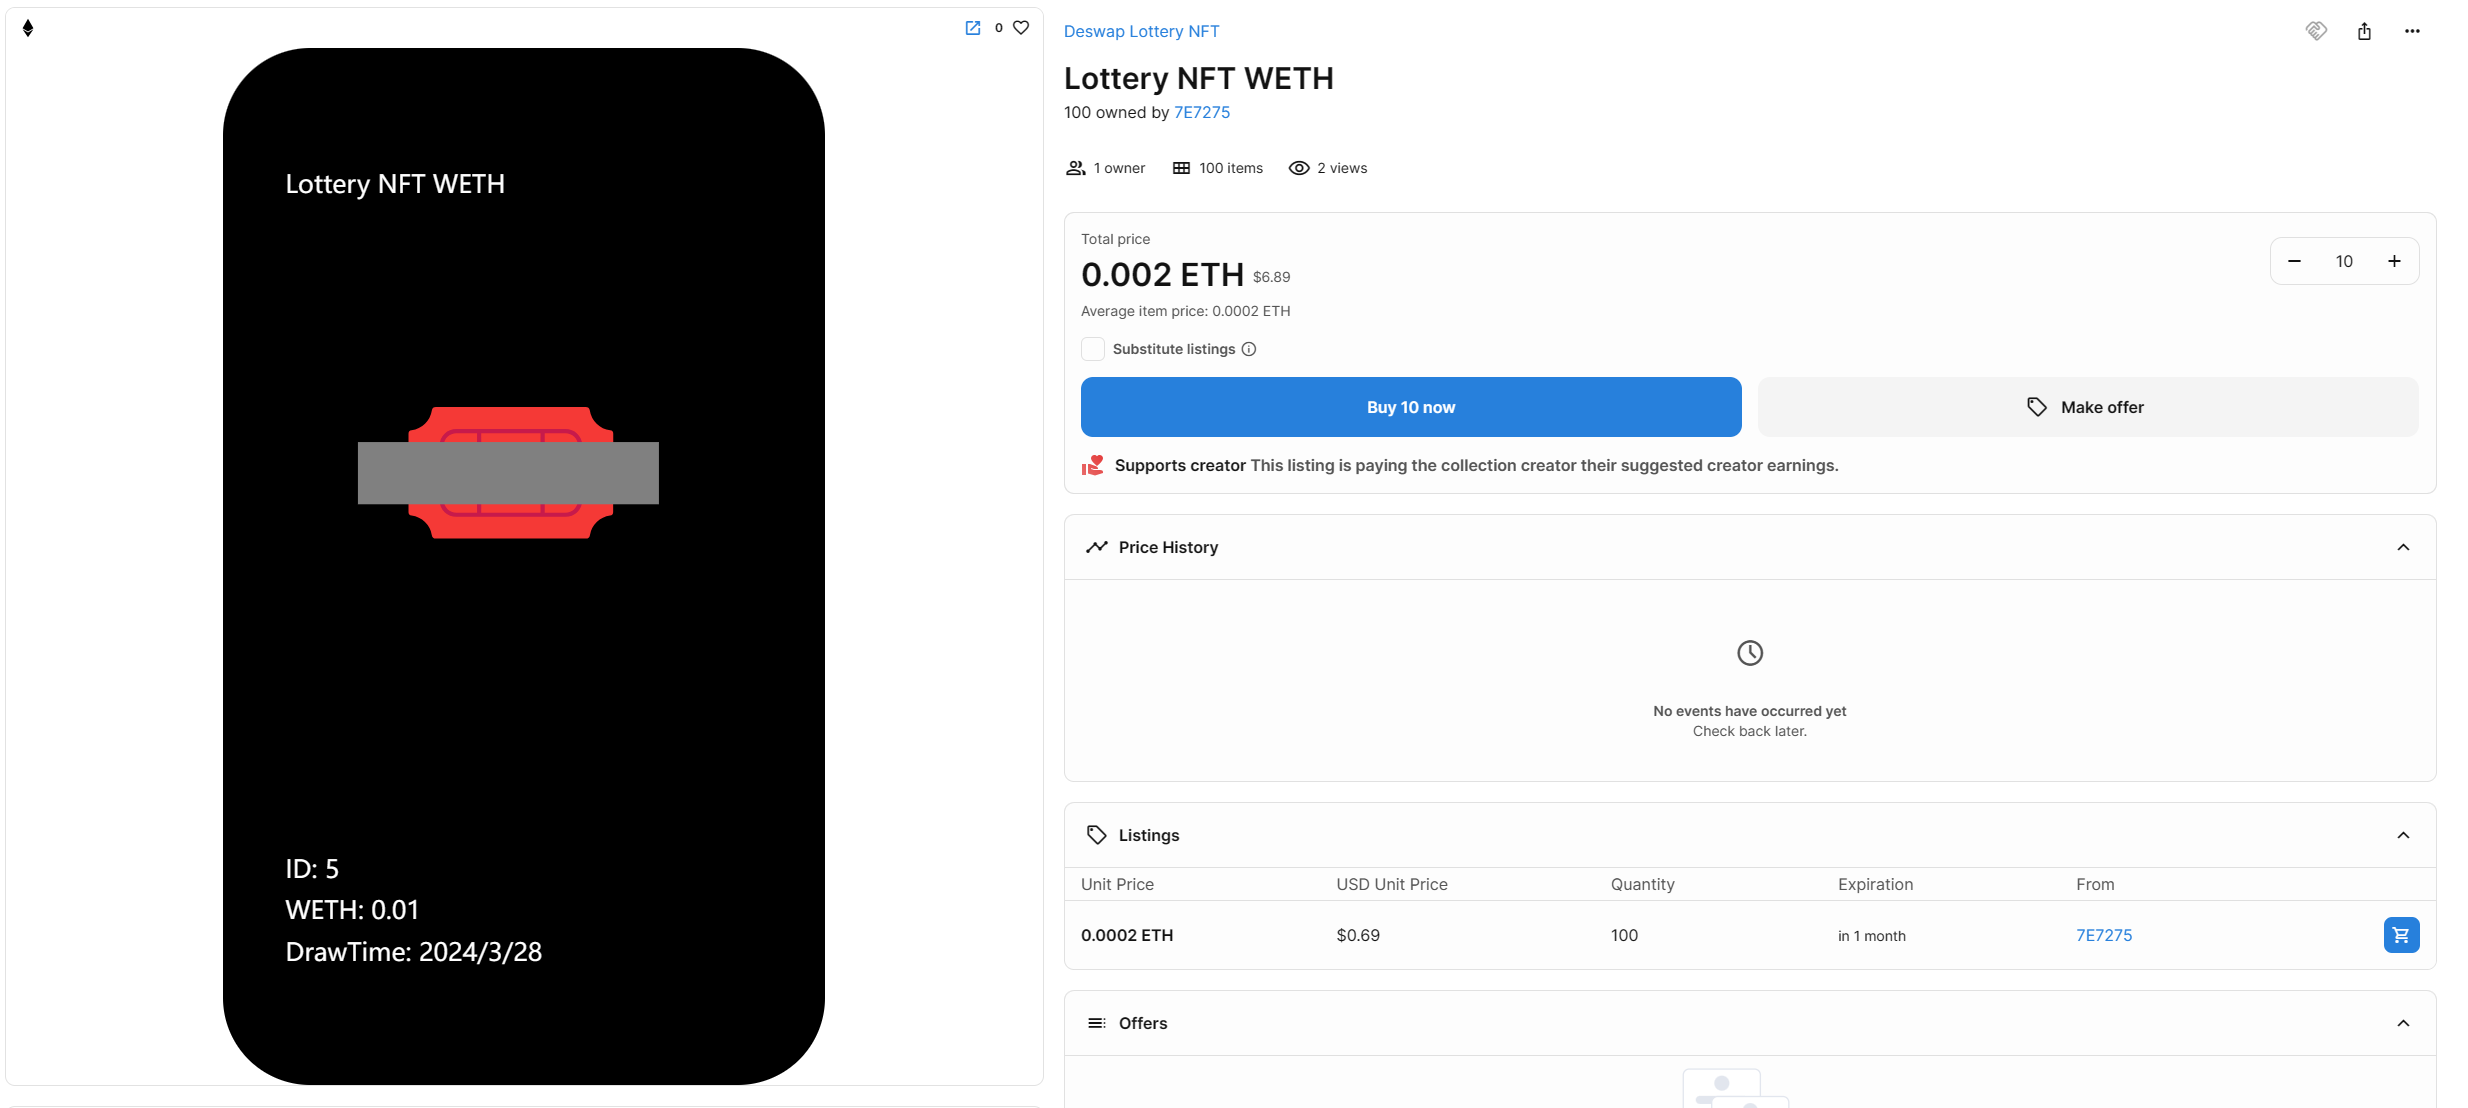 0
Lottery NFT WETH
ID: 5
WETH: 0.01
DrawTime: 2024/3/28
Deswap Lottery NFT
Lottery NFT WETH
100 owned by 7E7275
1 owner 100 items 2 views
Total price
0.002 ETH $6.89
10
Average item price: 0.0002 ETH
Substitute listings
Buy 10 now
Make offer
Supports creator This listing is paying the collection creator their suggested creator earnings.
Price History
No events have occurred yet
Check back later.
Listings
Unit Price USD Unit Price Quantity Expiration From
0.0002 ETH $0.69 100 in 1 month 7E7275
Offers